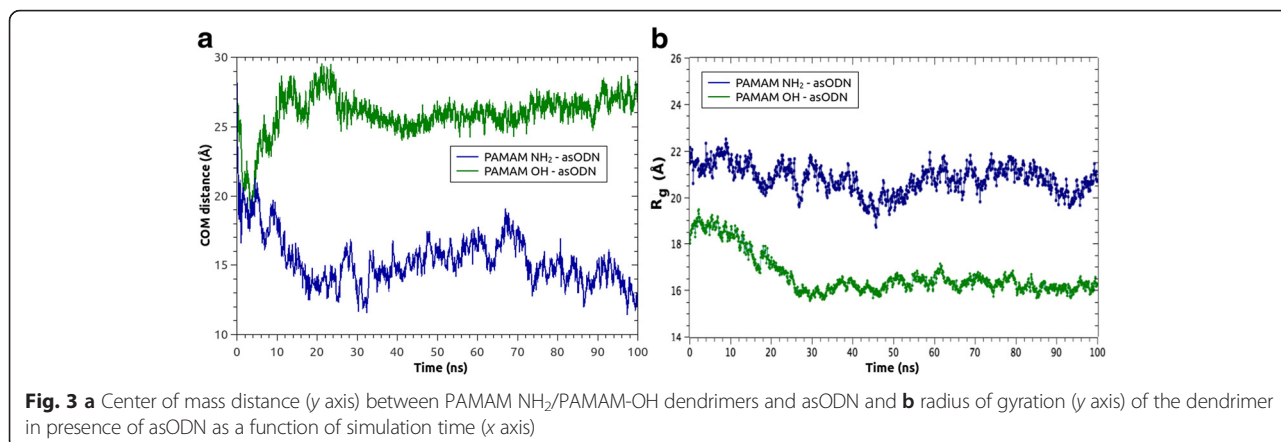 a
30
25
20
15
10
COM distance (Å)
PAMAM NH₂ - asODN
PAMAM OH - asODN
0 10 20 30 40 50 60 70 80 90 100
Time (ns)
b
26
24
22
20
18
16
14
Rg (Å)
PAMAM NH₂ - asODN
PAMAM OH - asODN
0 10 20 30 40 50 60 70 80 90 100
Time (ns)
Fig. 3 a Center of mass distance (y axis) between PAMAM NH₂/PAMAM-OH dendrimers and asODN and b radius of gyration (y axis) of the dendrimer
in presence of asODN as a function of simulation time (x axis)